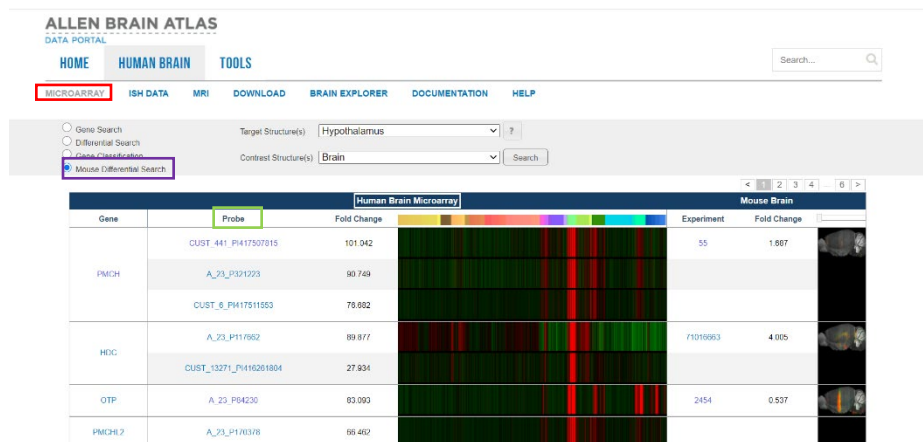 ALLEN BRAIN ATLAS
DATA PORTAL
HOME HUMAN BRAIN TOOLS Search...
MICROARRAY ISH DATA MRI DOWNLOAD BRAIN EXPLORER DOCUMENTATION HELP
Gene Search Target Structure(s) Hypothalamus ?
Differential Search
Gene Classification Contrast Structure(s) Brain Search
Mouse Differential Search
< 1 2 3 4 ... 6 >
Human Brain Microarray Mouse Brain
Gene Probe Fold Change Experiment Fold Change
CUST_441_PI417507815 101.042 55 1.687
PMCH A_23_P321223 90.749
CUST_6_PI417511553 76.682
HDC A_23_P117662 89.877 71016663 4.005
CUST_13271_PI416261804 27.934
OTP A_23_P84230 83.093 2454 0.537
PMCHL2 A_23_P170378 66.462